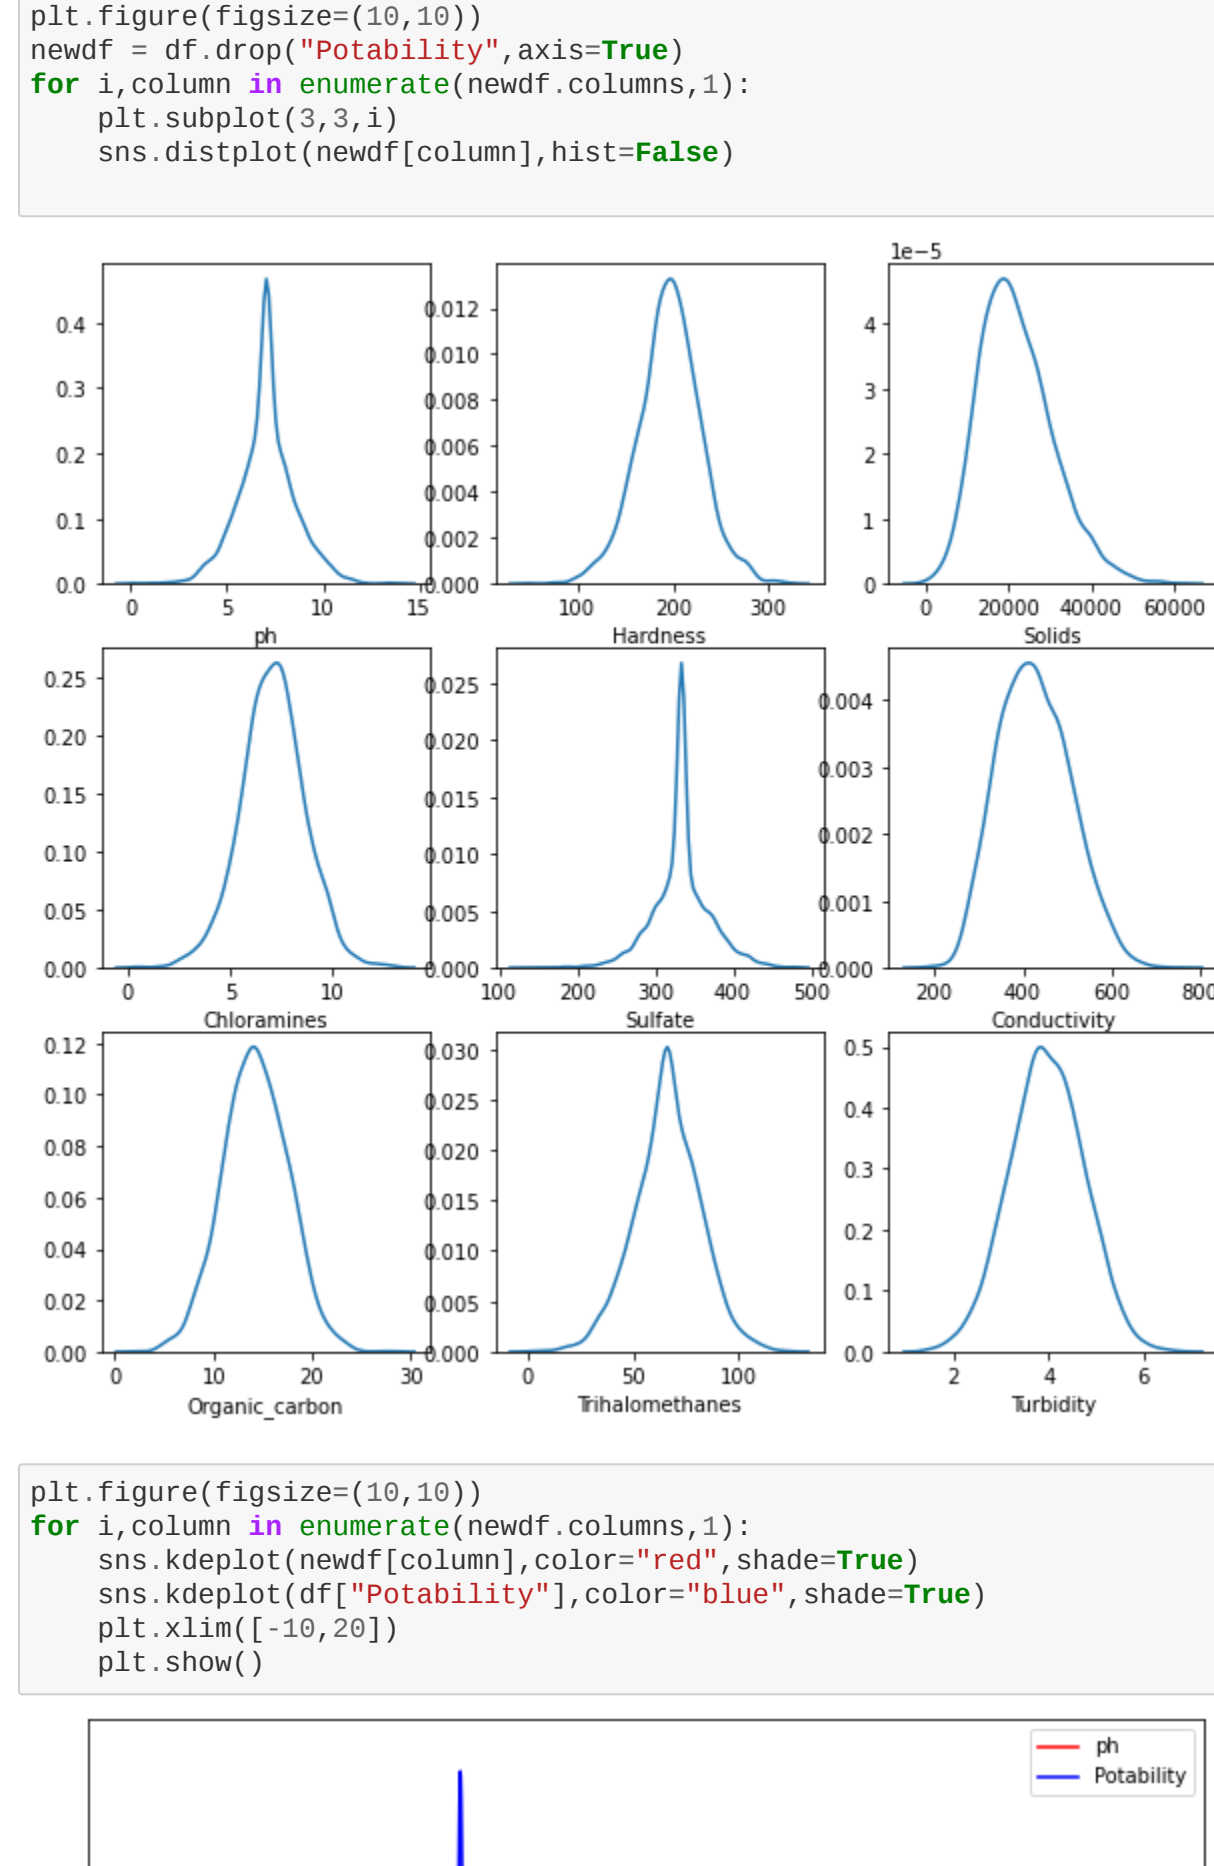 plt.figure(figsize=(10,10))
newdf = df.drop("Potability",axis=True)
for i,column in enumerate(newdf.columns,1):
    plt.subplot(3,3,i)
    sns.distplot(newdf[column],hist=False)
1e−5
0.4
0.3
0.2
0.1
0.0
0 5 10 15
ph
0.012
0.010
0.008
0.006
0.004
0.002
0.000
100 200 300
Hardness
4
3
2
1
0
0 20000 40000 60000
Solids
0.25
0.20
0.15
0.10
0.05
0.00
0 5 10
Chloramines
0.025
0.020
0.015
0.010
0.005
0.000
100 200 300 400 500
Sulfate
0.004
0.003
0.002
0.001
0.000
200 400 600 800
Conductivity
0.12
0.10
0.08
0.06
0.04
0.02
0.00
0 10 20 30
Organic_carbon
0.030
0.025
0.020
0.015
0.010
0.005
0.000
0 50 100
Trihalomethanes
0.5
0.4
0.3
0.2
0.1
0.0
2 4 6
Turbidity
plt.figure(figsize=(10,10))
for i,column in enumerate(newdf.columns,1):
    sns.kdeplot(newdf[column],color="red",shade=True)
    sns.kdeplot(df["Potability"],color="blue",shade=True)
    plt.xlim([-10,20])
    plt.show()
ph
Potability